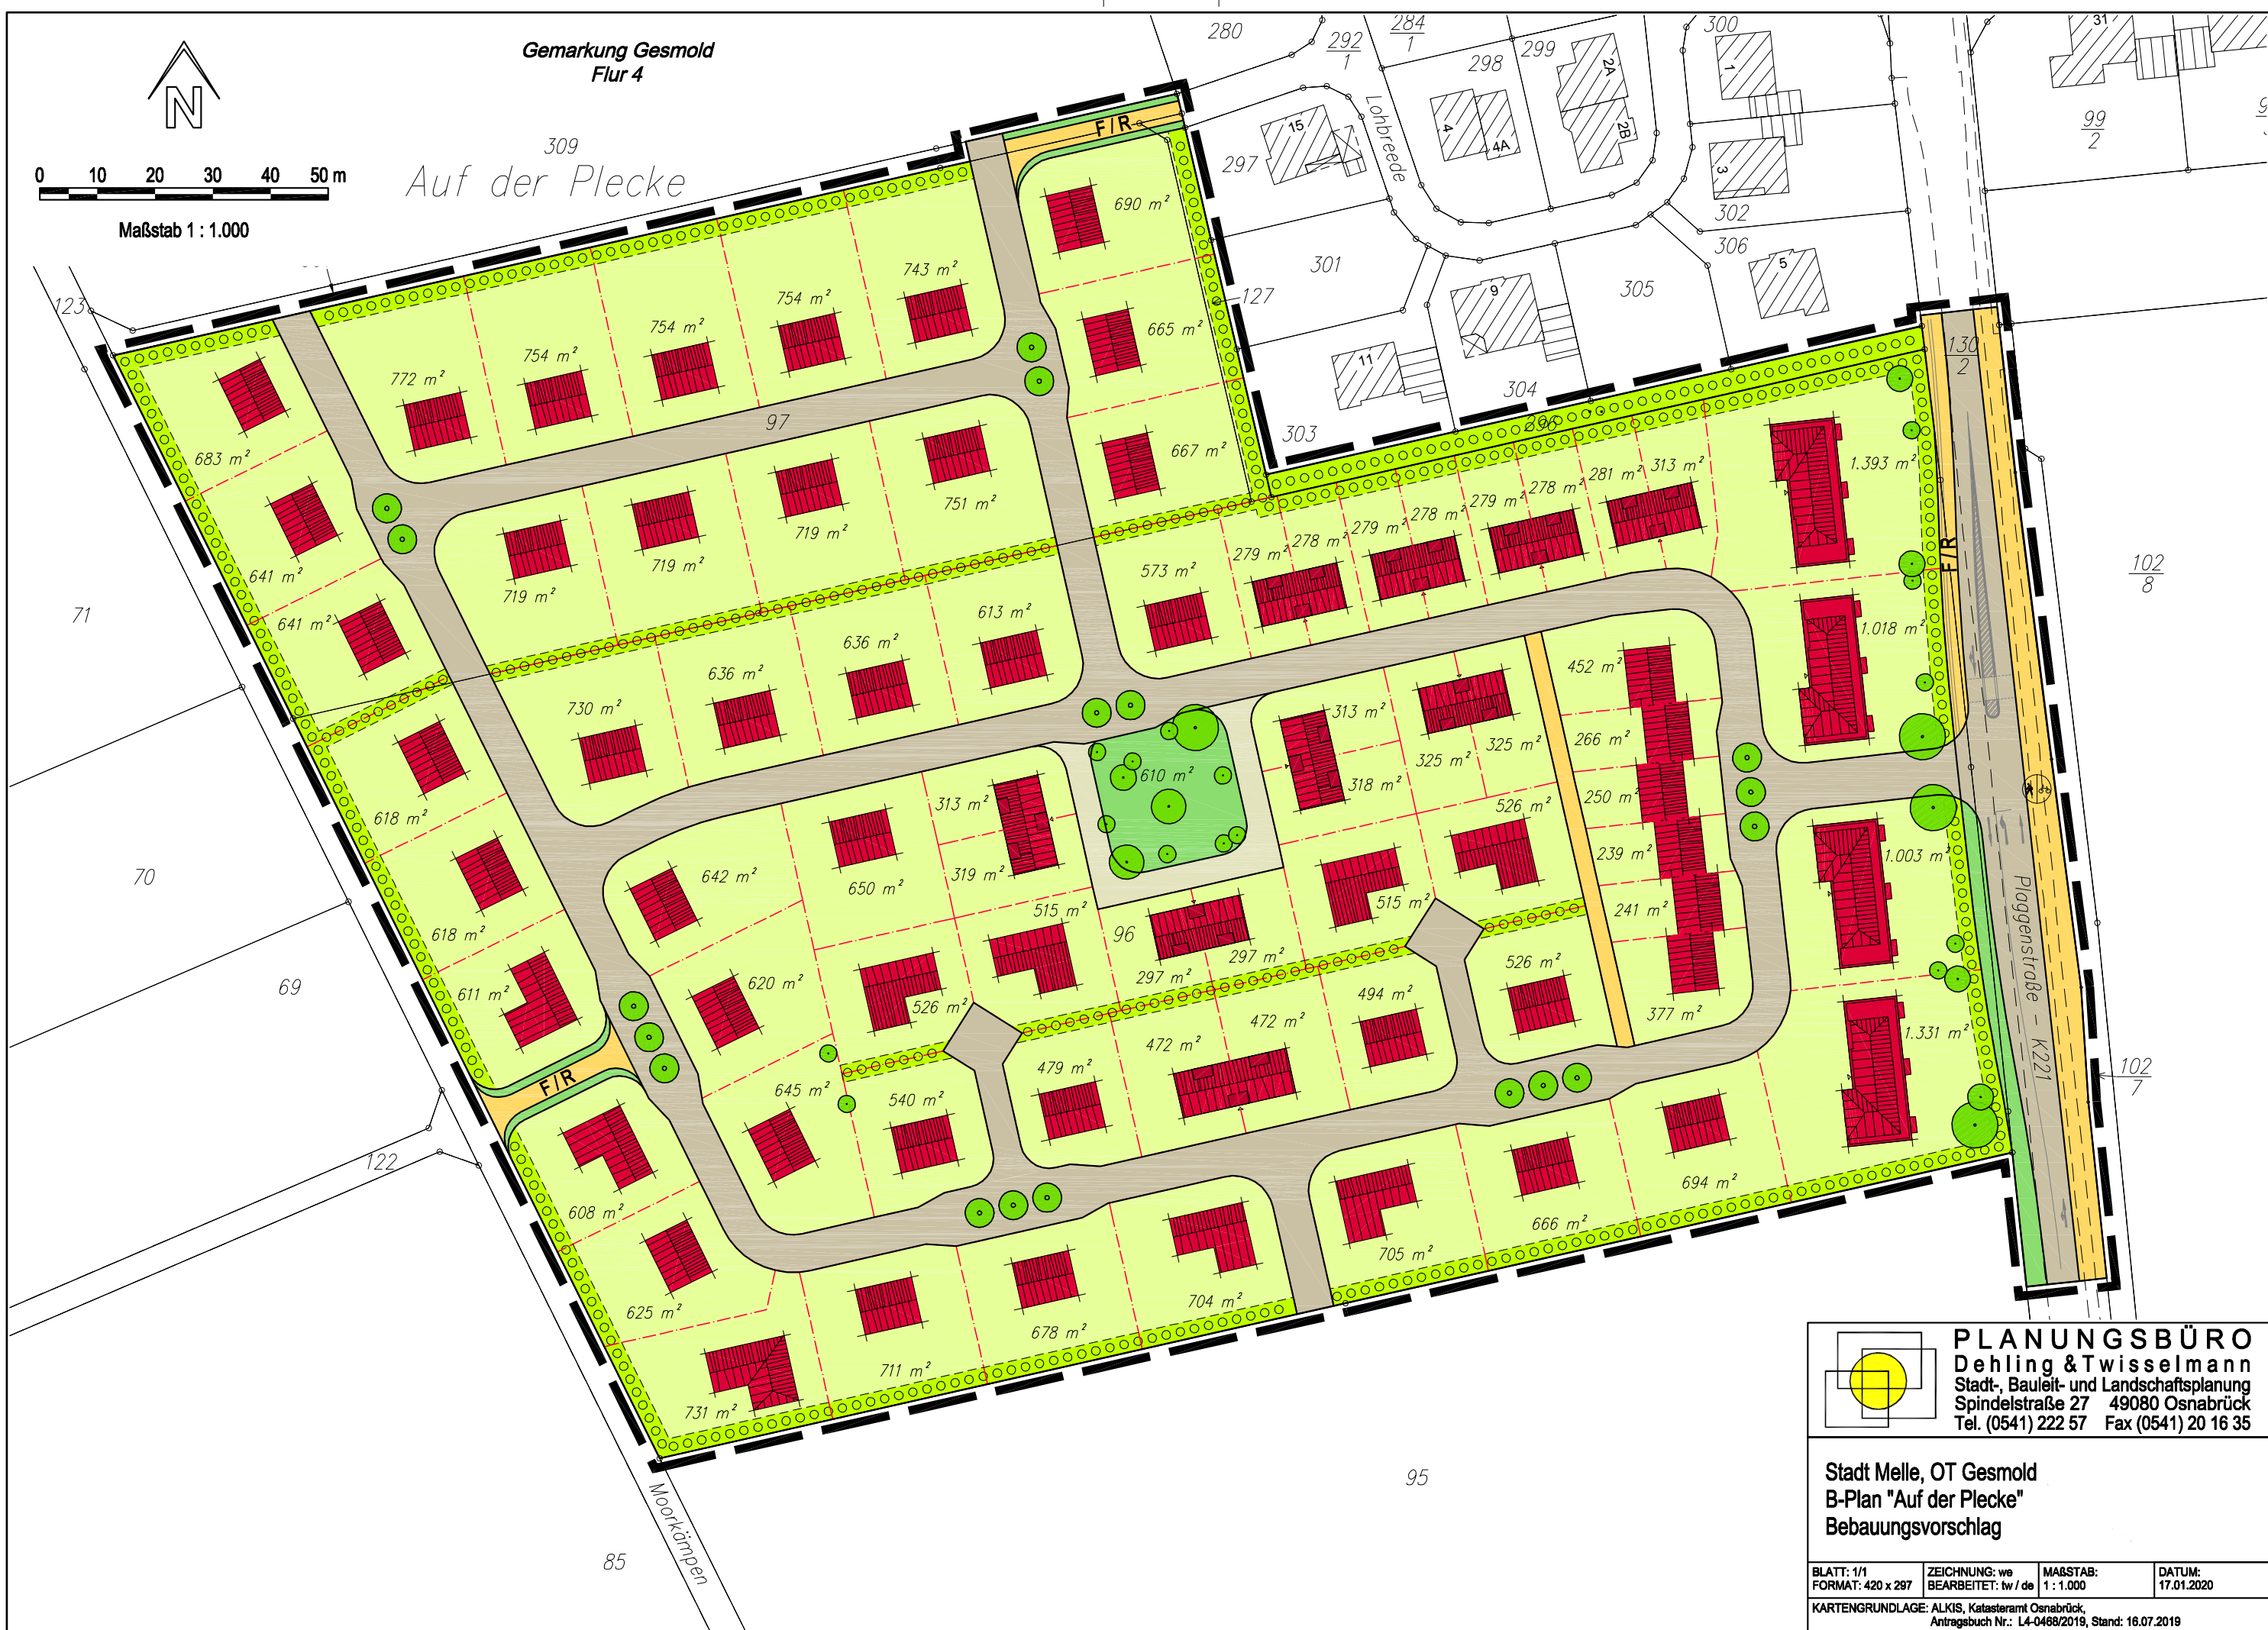 Gemarkung Gesmold
Flur 4
N
0 10 20 30 40 50 m
Maßstab 1 : 1.000
309
Auf der Plecke
280
292
1
284
1
298
299
300
2A
2B
4
4A
1
3
31
99
2
15
297
Lohbreede
302
306
5
301
9
305
11
304
303
127
296
130
2
123
F/R
690 m²
743 m²
754 m²
754 m²
754 m²
772 m²
665 m²
667 m²
683 m²
97
751 m²
719 m²
719 m²
719 m²
641 m²
641 m²
573 m²
279 m²
278 m²
279 m²
278 m²
279 m²
278 m²
281 m²
313 m²
1.393 m²
F/R
102
8
71
613 m²
636 m²
636 m²
730 m²
1.018 m²
452 m²
266 m²
250 m²
239 m²
241 m²
377 m²
313 m²
318 m²
325 m²
325 m²
526 m²
610 m²
618 m²
618 m²
611 m²
70
69
642 m²
650 m²
313 m²
319 m²
515 m²
515 m²
96
297 m²
297 m²
526 m²
1.003 m²
Plaggenstraße - K221
620 m²
526 m²
494 m²
472 m²
472 m²
479 m²
1.331 m²
102
7
F/R
645 m²
540 m²
122
608 m²
625 m²
694 m²
666 m²
705 m²
704 m²
678 m²
711 m²
731 m²
95
85
Moorkämpen
PLANUNGSBÜRO
Dehling & Twisselmann
Stadt-, Bauleit- und Landschaftsplanung
Spindelstraße 27 49080 Osnabrück
Tel. (0541) 222 57 Fax (0541) 20 16 35
Stadt Melle, OT Gesmold
B-Plan "Auf der Plecke"
Bebauungsvorschlag
BLATT: 1/1
FORMAT: 420 x 297
ZEICHNUNG: we
BEARBEITET: tw / de
MAßSTAB:
1 : 1.000
DATUM:
17.01.2020
KARTENGRUNDLAGE: ALKIS, Katasteramt Osnabrück,
Antragsbuch Nr.: L4-0468/2019, Stand: 16.07.2019